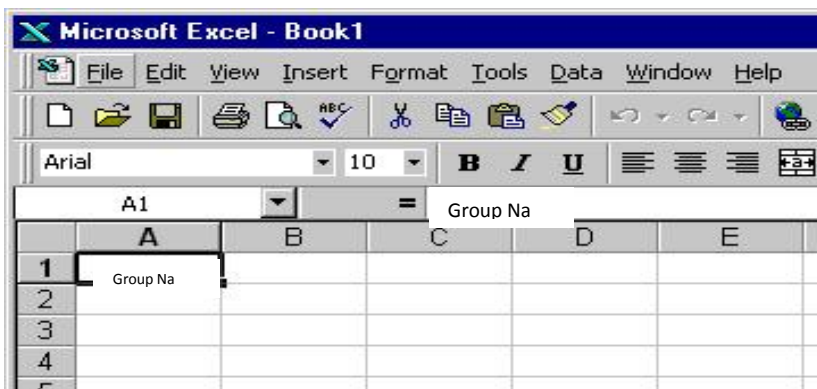 Microsoft Excel - Book1
File Edit View Insert Format Tools Data Window Help
ABC
Arial 10 B I U a
A1 = Group Na
A B C D E
1 Group Na
2
3
4